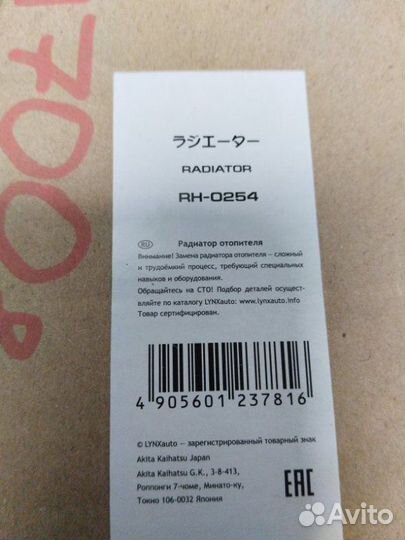 1700я
ラジエーター
RADIATOR
RH-0254
RU
Радиатор отопителя
Внимание! Замена радиатора отопителя – сложный
и трудоёмкий процесс, требующий специальных
навыков и оборудования.
Обращайтесь на СТО! Подбор деталей осущест-
вляйте по каталогу LYNXauto: www.lynxauto.info
Товар сертифицирован.
4 905601 237816
© LYNXauto – зарегистрированный товарный знак
Akita Kaihatsu Japan
Akita Kaihatsu G.K., 3-8-413,
Роппонги 7-чоме, Минато-ку,
Токио 106-0032 Япония
EAC
Avito